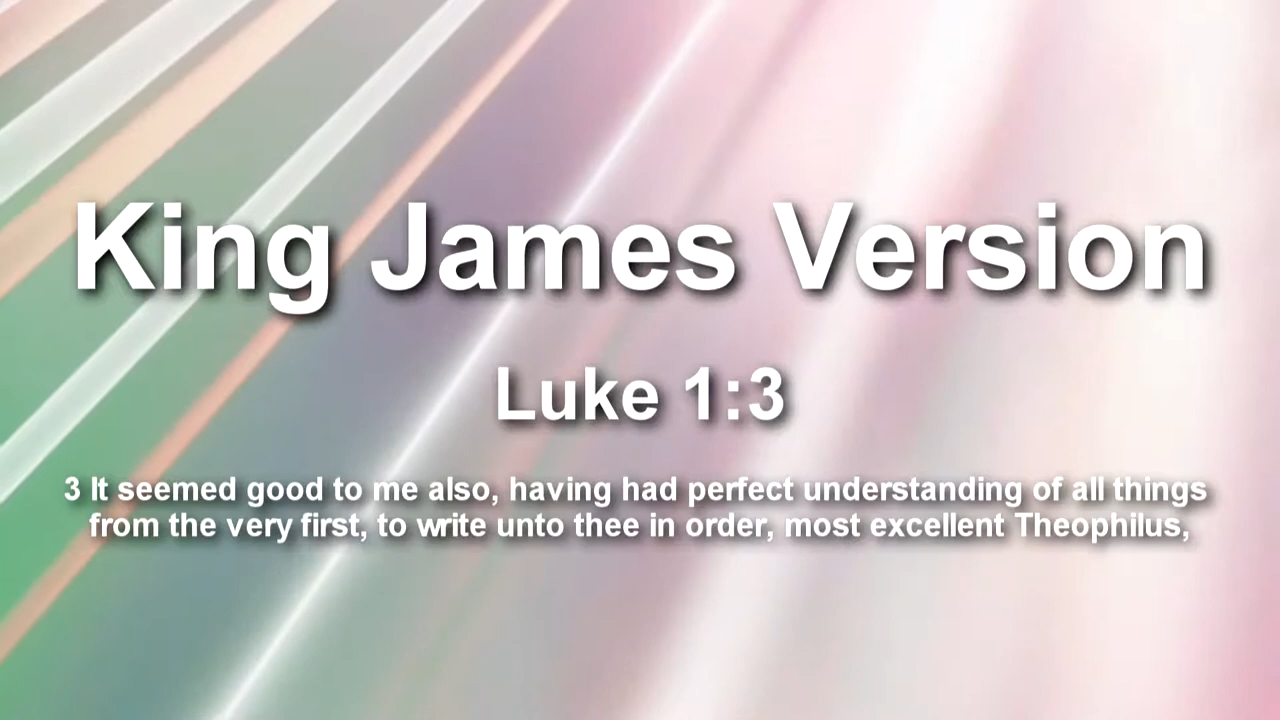 King James Version
Luke 1:3
3 It seemed good to me also, having had perfect understanding of all things
from the very first, to write unto thee in order, most excellent Theophilus,